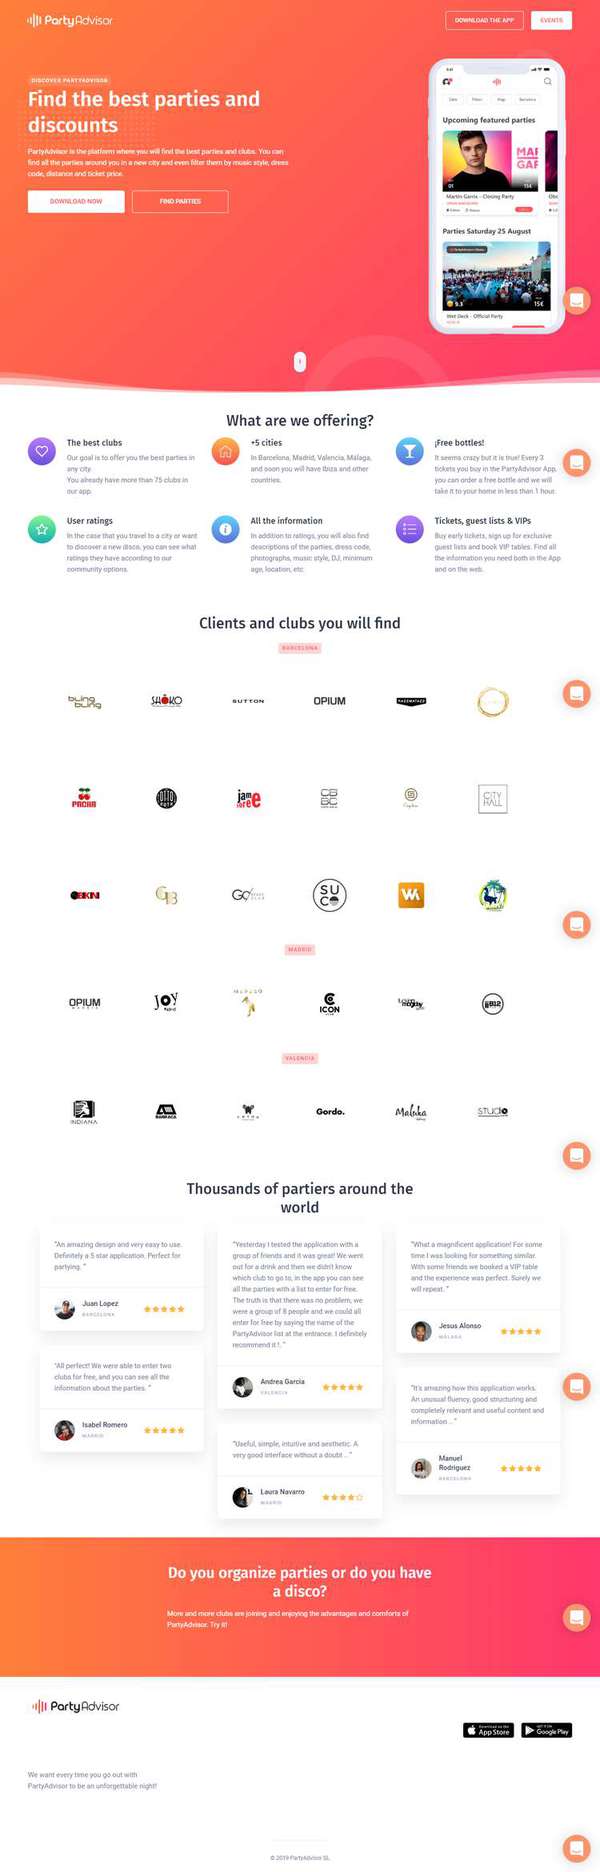 PartyAdvisor
DOWNLOAD THE APP
EVENTS
DISCOVER PARTYADVISOR
Find the best parties and
discounts
PartyAdvisor is the platform where you will find the best parties and clubs. You can
find all the parties around you in a new city and even filter them by music style, dress
code, distance and ticket price.
DOWNLOAD NOW
FIND PARTIES
Upcoming featured parties
Martin Garrix - Closing Party
Parties Saturday 25 August
9.3
15€
Wet Deck - Official Party
What are we offering?
The best clubs
Our goal is to offer you the best parties in
any city.
You already have more than 75 clubs in
our app.
+5 cities
In Barcelona, Madrid, Valencia, Málaga,
and soon you will have Ibiza and other
countries.
¡Free bottles!
It seems crazy but it is true! Every 3
tickets you buy in the PartyAdvisor App,
you can order a free bottle and we will
take it to your home in less than 1 hour.
User ratings
In the case that you travel to a city or want
to discover a new disco, you can see what
ratings they have according to our
community options.
All the information
In addition to ratings, you will also find
descriptions of the parties, dress code,
photographs, music style, DJ, minimum
age, location, etc.
Tickets, guest lists & VIPs
Buy early tickets, sign up for exclusive
guest lists and book VIP tables. Find all
the information you need both in the App
and on the web.
Clients and clubs you will find
BARCELONA
bling bling
SHOKO
SUTTON
OPIUM
RAZZMATAZZ
PACHA
OTTO ZUTZ
jamboree
CBBC
CITY HALL
BIKINI
GB
GO
SUCO
MADRID
OPIUM
MADRID
JOY
ICON
B12
VALENCIA
INDIANA
BARRACA
Gordo.
Maluka
STUDIO
Thousands of partiers around the
world
"An amazing design and very easy to use.
Definitely a 5 star application. Perfect for
partying. "
Juan Lopez
BARCELONA
"All perfect! We were able to enter two
clubs for free, and you can see all the
information about the parties. "
Isabel Romero
MADRID
"Yesterday I tested the application with a
group of friends and it was great! We went
out for a drink and then we didn't know
which club to go to, in the app you can see
all the parties with a list to enter for free.
The truth is that there was no problem, we
were a group of 8 people and we could all
enter for free by saying the name of the
PartyAdvisor list at the entrance. I definitely
recommend it !. "
Andrea Garcia
VALENCIA
"Useful, simple, intuitive and aesthetic. A
very good interface without a doubt .. "
Laura Navarro
MADRID
"What a magnificent application! For some
time I was looking for something similar.
With some friends we booked a VIP table
and the experience was perfect. Surely we
will repeat. "
Jesus Alonso
MALAGA
"It's amazing how this application works.
An unusual fluency, good structuring and
completely relevant and useful content and
information .. "
Manuel
Rodriguez
BARCELONA
Do you organize parties or do you have
a disco?
More and more clubs are joining and enjoying the advantages and comforts of
PartyAdvisor. Try it!
PartyAdvisor
Download on the
App Store
GET IT ON
Google Play
We want every time you go out with
PartyAdvisor to be an unforgettable night!
© 2019 PartyAdvisor SL.